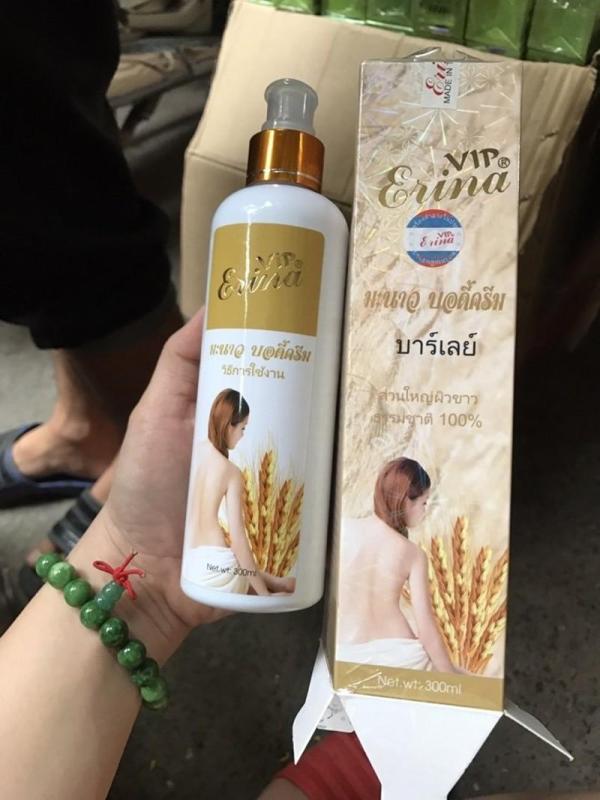 VIP®
Erina
มะนาว บอดี้ครีม
วิธีการใช้งาน
Net.wt: 300ml
MADE IN
VIP®
Erina
VIP
Erina
มะนาว บอดี้ครีม
บาร์เลย์
ส่วนใหญ่ผิวขาว
ธรรมชาติ 100%
Net.wt: 300ml